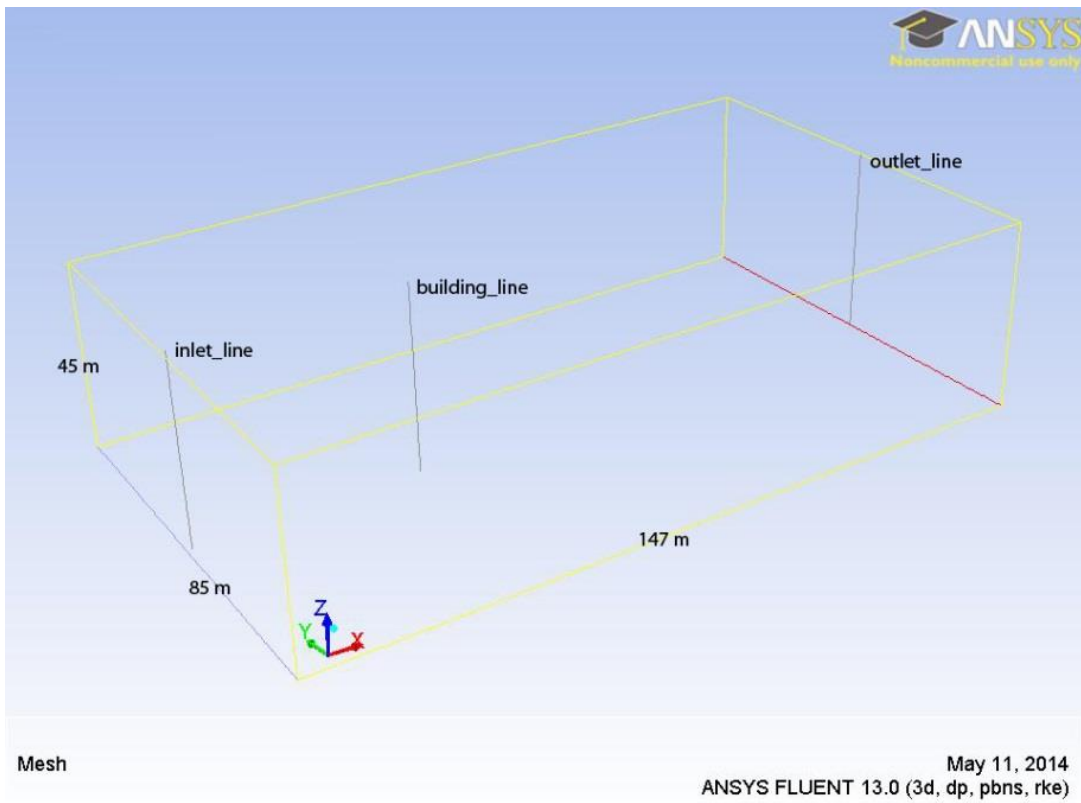 ANSYS
Noncommercial use only
outlet_line
building_line
inlet_line
45 m
147 m
85 m
Z
Y
X
Mesh
May 11, 2014
ANSYS FLUENT 13.0 (3d, dp, pbns, rke)